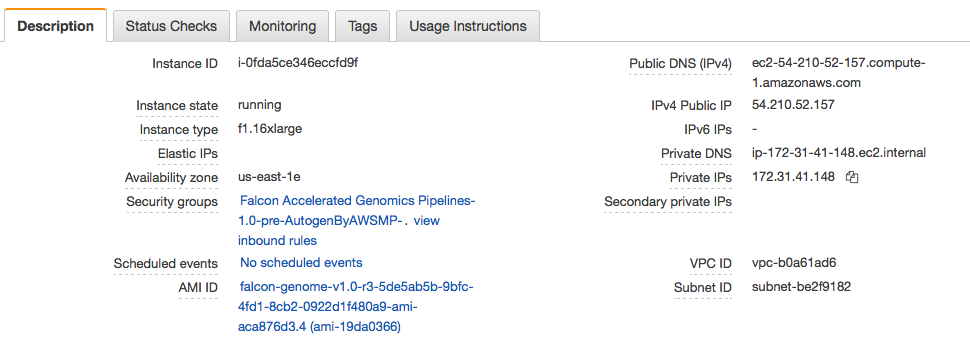 Description Status Checks Monitoring Tags Usage Instructions
Instance ID i-0fda5ce346eccfd9f
Instance state running
Instance type f1.16xlarge
Elastic IPs
Availability zone us-east-1e
Security groups Falcon Accelerated Genomics Pipelines-
1.0-pre-AutogenByAWSMP-. view
inbound rules
Scheduled events No scheduled events
AMI ID falcon-genome-v1.0-r3-5de5ab5b-9bfc-
4fd1-8cb2-0922d1f480a9-ami-
aca876d3.4 (ami-19da0366)
Public DNS (IPv4) ec2-54-210-52-157.compute-
1.amazonaws.com
IPv4 Public IP 54.210.52.157
IPv6 IPs -
Private DNS ip-172-31-41-148.ec2.internal
Private IPs 172.31.41.148
Secondary private IPs
VPC ID vpc-b0a61ad6
Subnet ID subnet-be2f9182